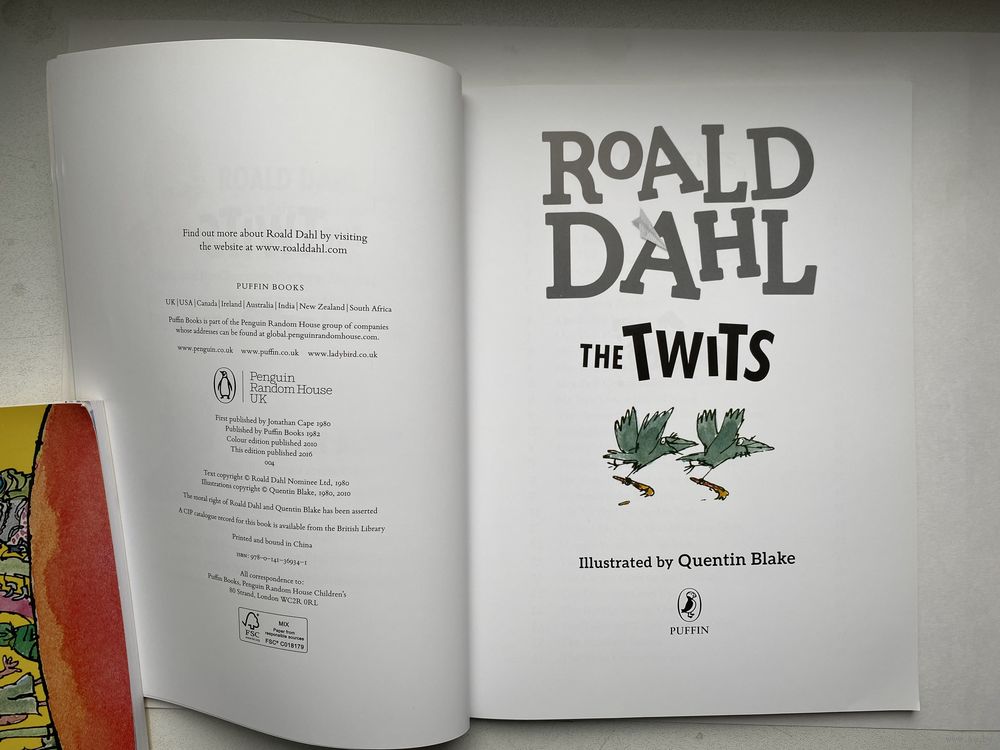 Find out more about Roald Dahl by visiting
the website at www.roalddahl.com
PUFFIN BOOKS
UK | USA | Canada | Ireland | Australia | India | New Zealand | South Africa
Puffin Books is part of the Penguin Random House group of companies
whose addresses can be found at global.penguinrandomhouse.com.
www.penguin.co.uk www.puffin.co.uk www.ladybird.co.uk
Penguin
Random House
UK
First published by Jonathan Cape 1980
Published by Puffin Books 1982
Colour edition published 2010
This edition published 2016
004
Text copyright © Roald Dahl Nominee Ltd, 1980
Illustrations copyright © Quentin Blake, 1980, 2010
The moral right of Roald Dahl and Quentin Blake has been asserted
A CIP catalogue record for this book is available from the British Library
Printed and bound in China
ISBN: 978-0-141-36934-1
All correspondence to:
Puffin Books, Penguin Random House Children's
80 Strand, London WC2R 0RL
FSC
MIX
Paper from
responsible sources
FSC® C018179
ROALD
DAHL
THE TWITS
Illustrated by Quentin Blake
PUFFIN